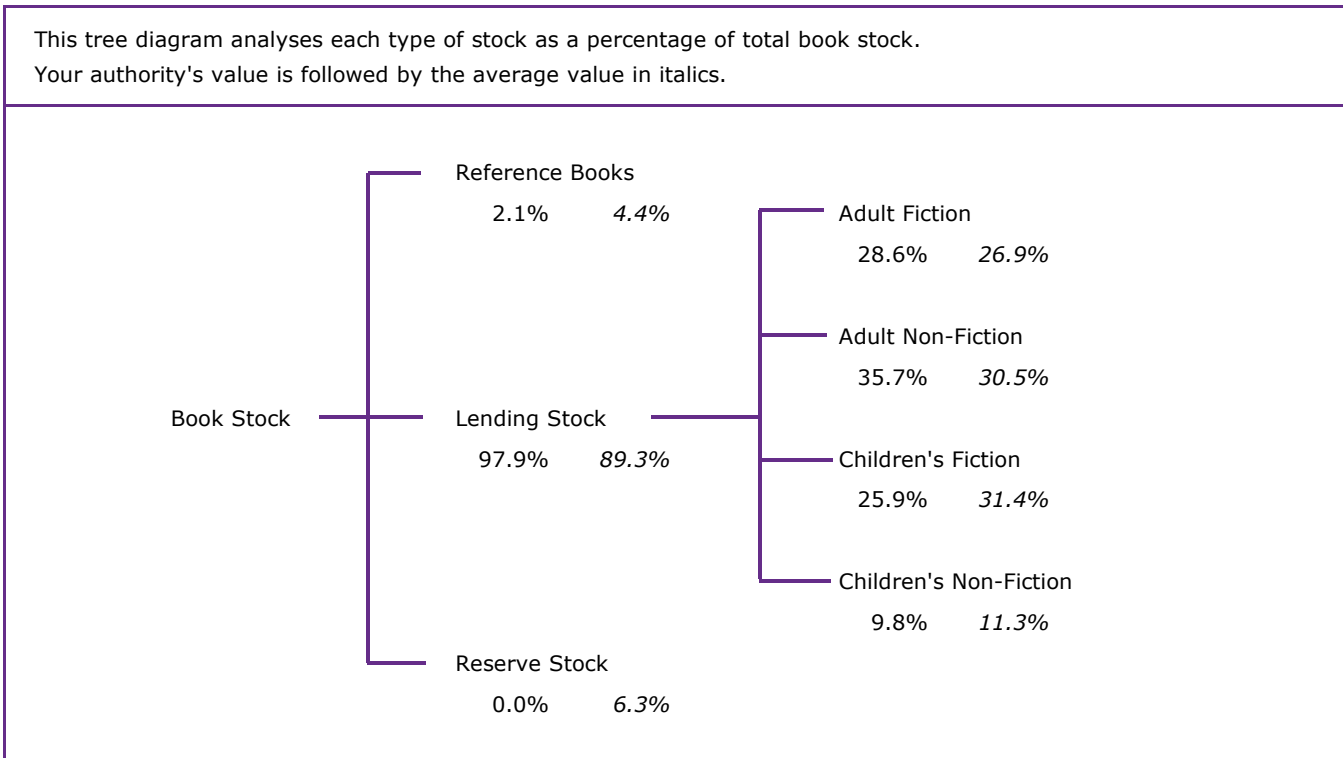 This tree diagram analyses each type of stock as a percentage of total book stock.
Your authority's value is followed by the average value in italics.
Reference Books
2.1% 4.4%
Adult Fiction
28.6% 26.9%
Adult Non-Fiction
35.7% 30.5%
Book Stock
Lending Stock
97.9% 89.3%
Children's Fiction
25.9% 31.4%
Children's Non-Fiction
9.8% 11.3%
Reserve Stock
0.0% 6.3%